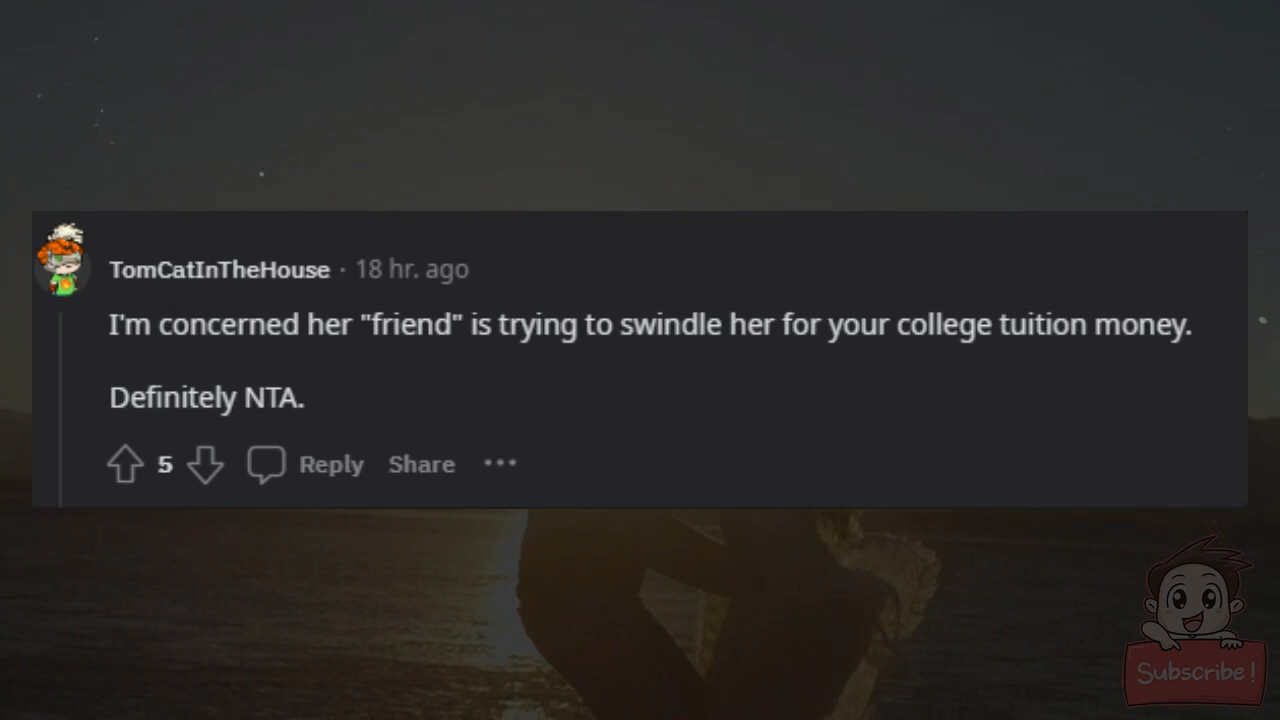 TomCatInTheHouse · 18 hr. ago
I'm concerned her "friend" is trying to swindle her for your college tuition money.
Definitely NTA.
5 Reply Share ···
Subscribe!